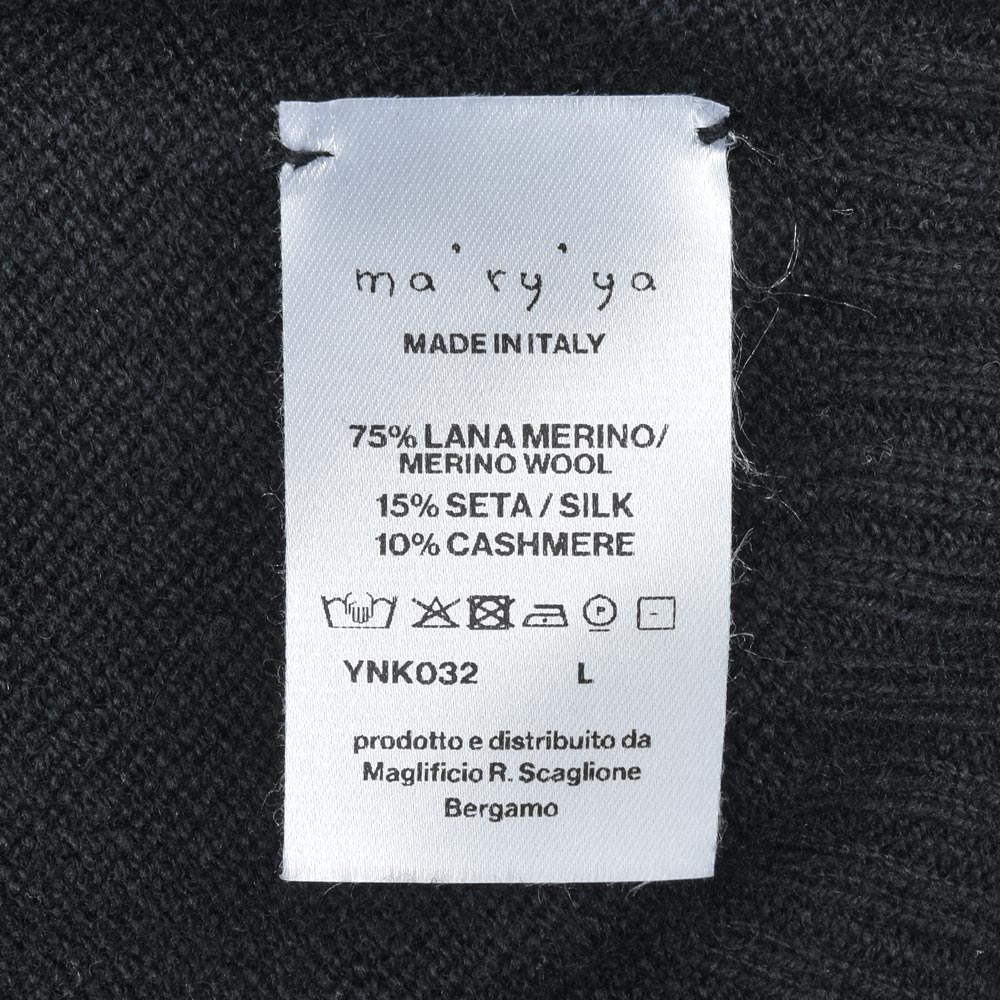 ma'ry'ya
MADE IN ITALY
75% LANA MERINO/
MERINO WOOL
15% SETA / SILK
10% CASHMERE
P
YNK032 L
prodotto e distribuito da
Maglificio R. Scaglione
Bergamo